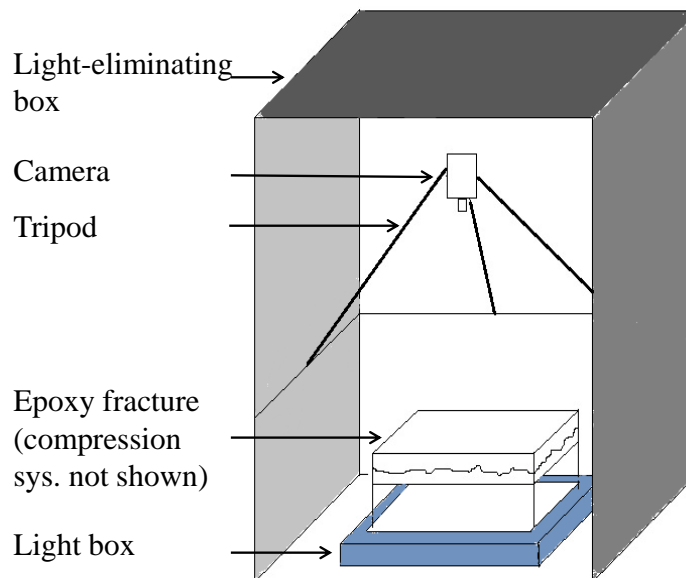 Light-eliminating
box
Camera
Tripod
Epoxy fracture
(compression
sys. not shown)
Light box